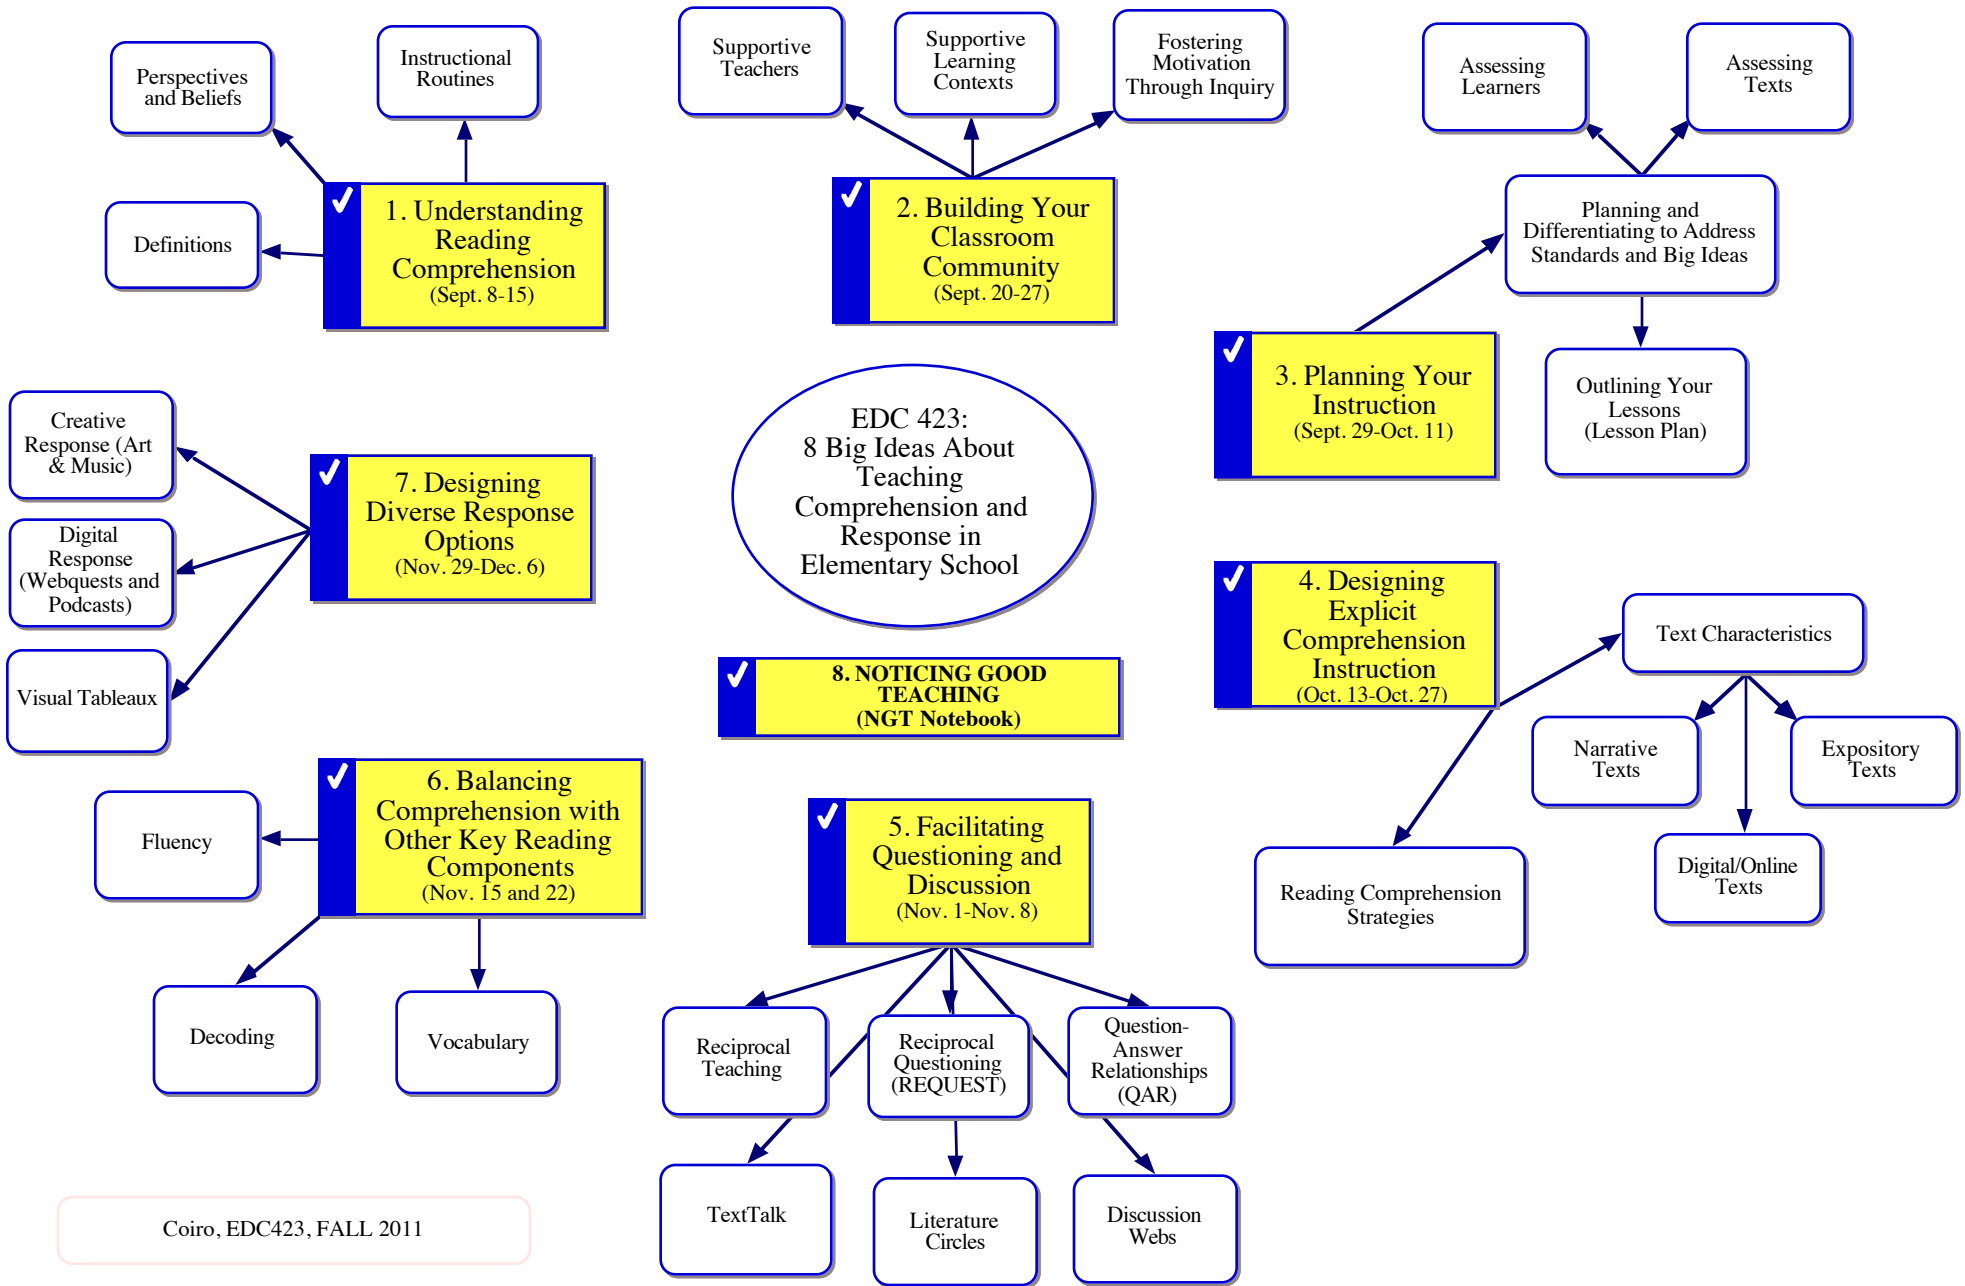 Perspectives
and Beliefs
Instructional
Routines
Definitions
1. Understanding
Reading
Comprehension
(Sept. 8-15)
Supportive
Teachers
Supportive
Learning
Contexts
Fostering
Motivation
Through Inquiry
2. Building Your
Classroom
Community
(Sept. 20-27)
Assessing
Learners
Assessing
Texts
Planning and
Differentiating to Address
Standards and Big Ideas
3. Planning Your
Instruction
(Sept. 29-Oct. 11)
Outlining Your
Lessons
(Lesson Plan)
EDC 423:
8 Big Ideas About
Teaching
Comprehension and
Response in
Elementary School
Creative
Response (Art
& Music)
Digital
Response
(Webquests and
Podcasts)
Visual Tableaux
7. Designing
Diverse Response
Options
(Nov. 29-Dec. 6)
8. NOTICING GOOD
TEACHING
(NGT Notebook)
4. Designing
Explicit
Comprehension
Instruction
(Oct. 13-Oct. 27)
Text Characteristics
Narrative
Texts
Expository
Texts
Digital/Online
Texts
Reading Comprehension
Strategies
6. Balancing
Comprehension with
Other Key Reading
Components
(Nov. 15 and 22)
Fluency
Decoding
Vocabulary
5. Facilitating
Questioning and
Discussion
(Nov. 1-Nov. 8)
Reciprocal
Teaching
Reciprocal
Questioning
(REQUEST)
Question-
Answer
Relationships
(QAR)
TextTalk
Literature
Circles
Discussion
Webs
Coiro, EDC423, FALL 2011